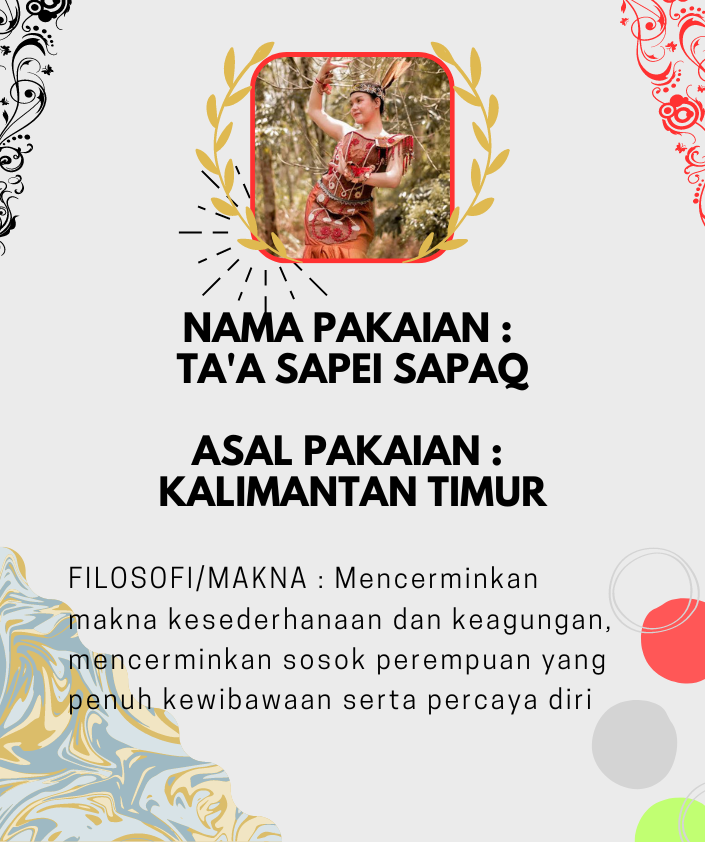 NAMA PAKAIAN :
TA'A SAPEI SAPAQ
ASAL PAKAIAN :
KALIMANTAN TIMUR
FILOSOFI/MAKNA : Mencerminkan
makna kesederhanaan dan keagungan,
mencerminkan sosok perempuan yang
penuh kewibawaan serta percaya diri